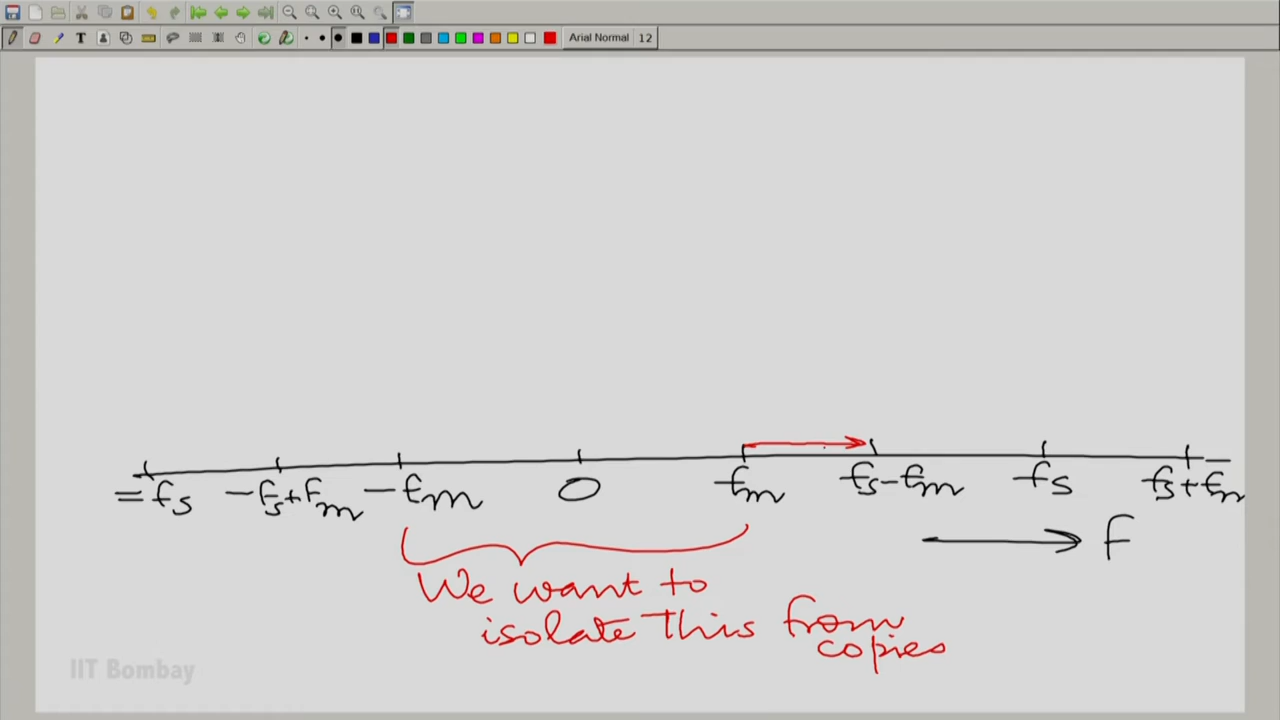 Arial Normal 12
=fs -fs+fm -fm 0 fm fs-fm fs fs+fm
f
We want to
isolate this from
copies
IIT Bombay